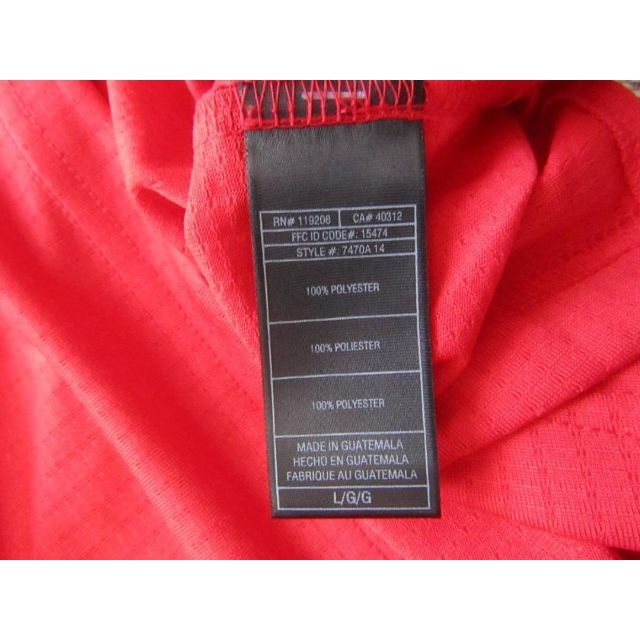 RN# 119208 CA# 40312
FFC ID CODE#: 15474
STYLE #: 7470A 14
100% POLYESTER
100% POLIESTER
100% POLYESTER
MADE IN GUATEMALA
HECHO EN GUATEMALA
FABRIQUE AU GUATEMALA
L/G/G